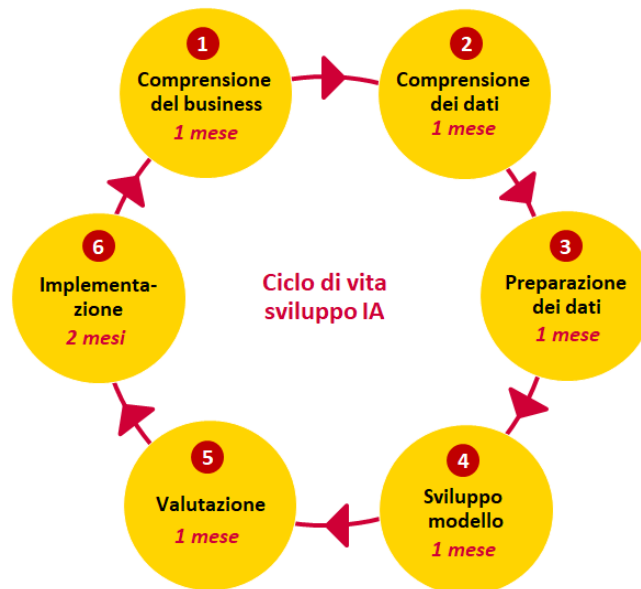 1
Comprensione
del business
1 mese
2
Comprensione
dei dati
1 mese
3
Preparazione
dei dati
1 mese
4
Sviluppo
modello
1 mese
5
Valutazione
1 mese
6
Implementa-
zione
2 mesi
Ciclo di vita
sviluppo IA